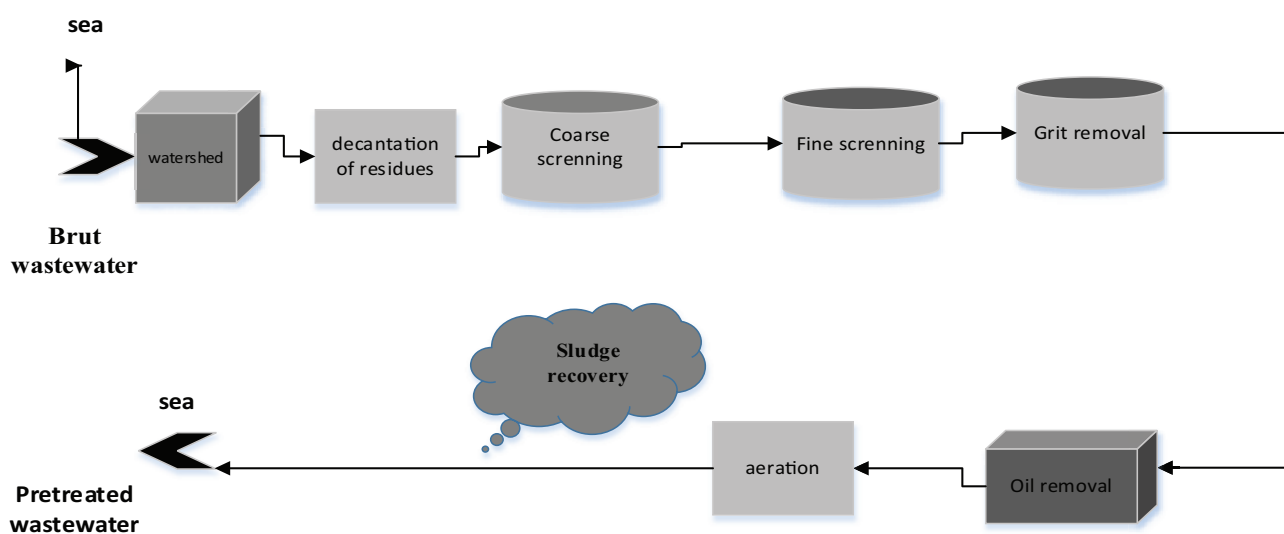 sea
watershed
decantation
of residues
Coarse
screnning
Fine screnning
Grit removal
Brut
wastewater
Sludge
recovery
sea
aeration
Oil removal
Pretreated
wastewater